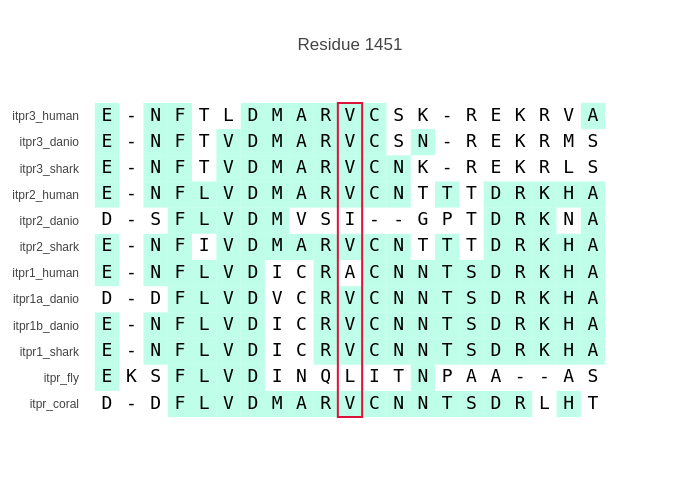 Residue 1451
itpr3_human E - N F T L D M A R V C S K - R E K R V A
itpr3_danio E - N F T V D M A R V C S N - R E K R M S
itpr3_shark E - N F T V D M A R V C N K - R E K R L S
itpr2_human E - N F L V D M A R V C N T T T D R K H A
itpr2_danio D - S F L V D M V S I - - G P T D R K N A
itpr2_shark E - N F I V D M A R V C N T T T D R K H A
itpr1_human E - N F L V D I C R A C N N T S D R K H A
itpr1a_danio D - D F L V D V C R V C N N T S D R K H A
itpr1b_danio E - N F L V D I C R V C N N T S D R K H A
itpr1_shark E - N F L V D I C R V C N N T S D R K H A
itpr_fly E K S F L V D I N Q L I T N P A A - - A S
itpr_coral D - D F L V D M A R V C N N T S D R L H T